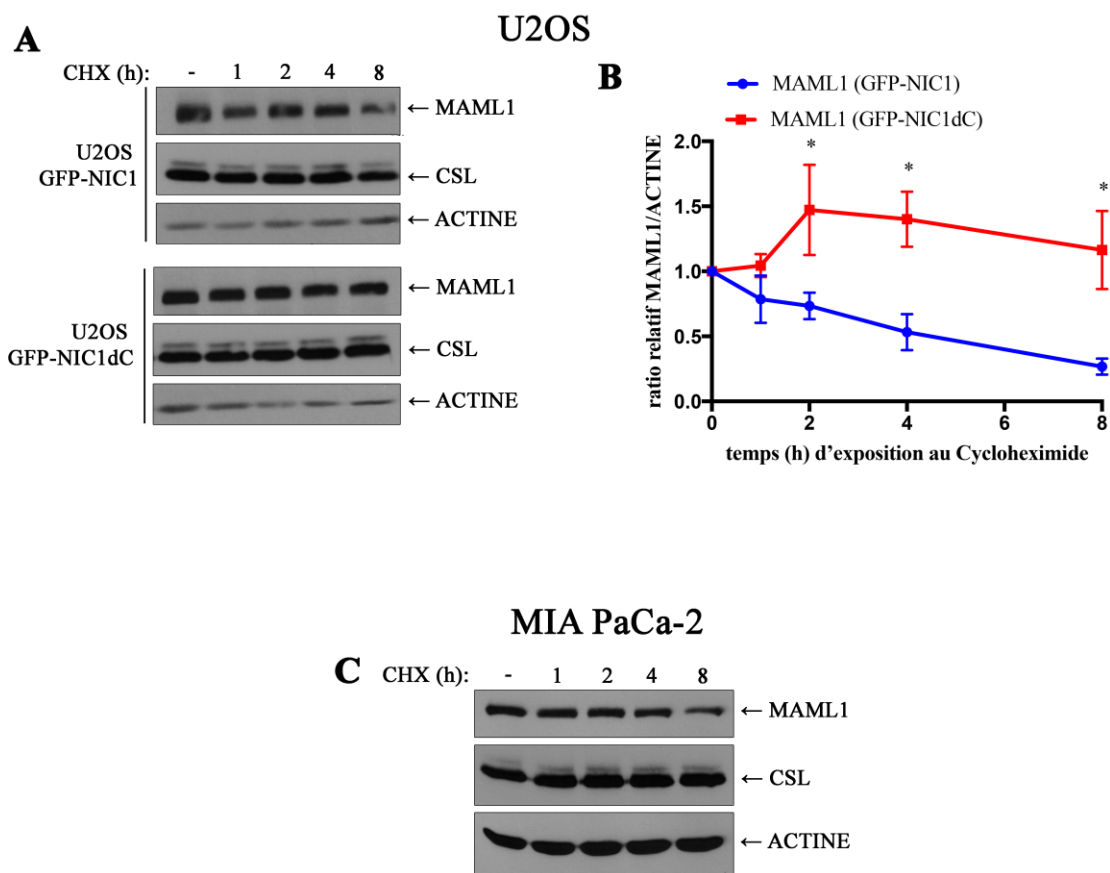 U2OS
A
CHX (h): - 1 2 4 8
U2OS
GFP-NIC1
← MAML1
← CSL
← ACTINE
U2OS
GFP-NIC1dC
← MAML1
← CSL
← ACTINE
B
MAML1 (GFP-NIC1)
MAML1 (GFP-NIC1dC)
ratio relatif MAML1/ACTINE
2.0
1.5
1.0
0.5
0.0
* * *
0 2 4 6 8
temps (h) d'exposition au Cycloheximide
MIA PaCa-2
C
CHX (h): - 1 2 4 8
← MAML1
← CSL
← ACTINE